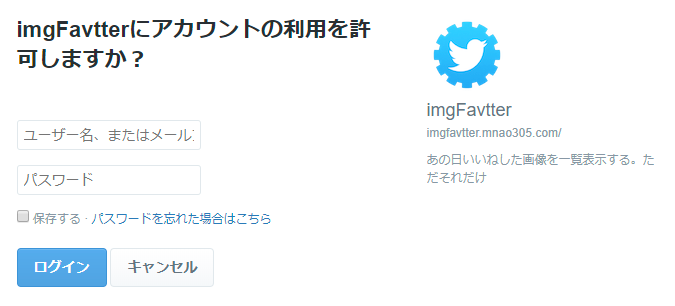 imgFavtterにアカウントの利用を許
可しますか？
ユーザー名、またはメール
パスワード
保存する · パスワードを忘れた場合はこちら
ログイン
キャンセル
imgFavtter
imgfavtter.mnao305.com/
あの日いいねした画像を一覧表示する。た
だそれだけ